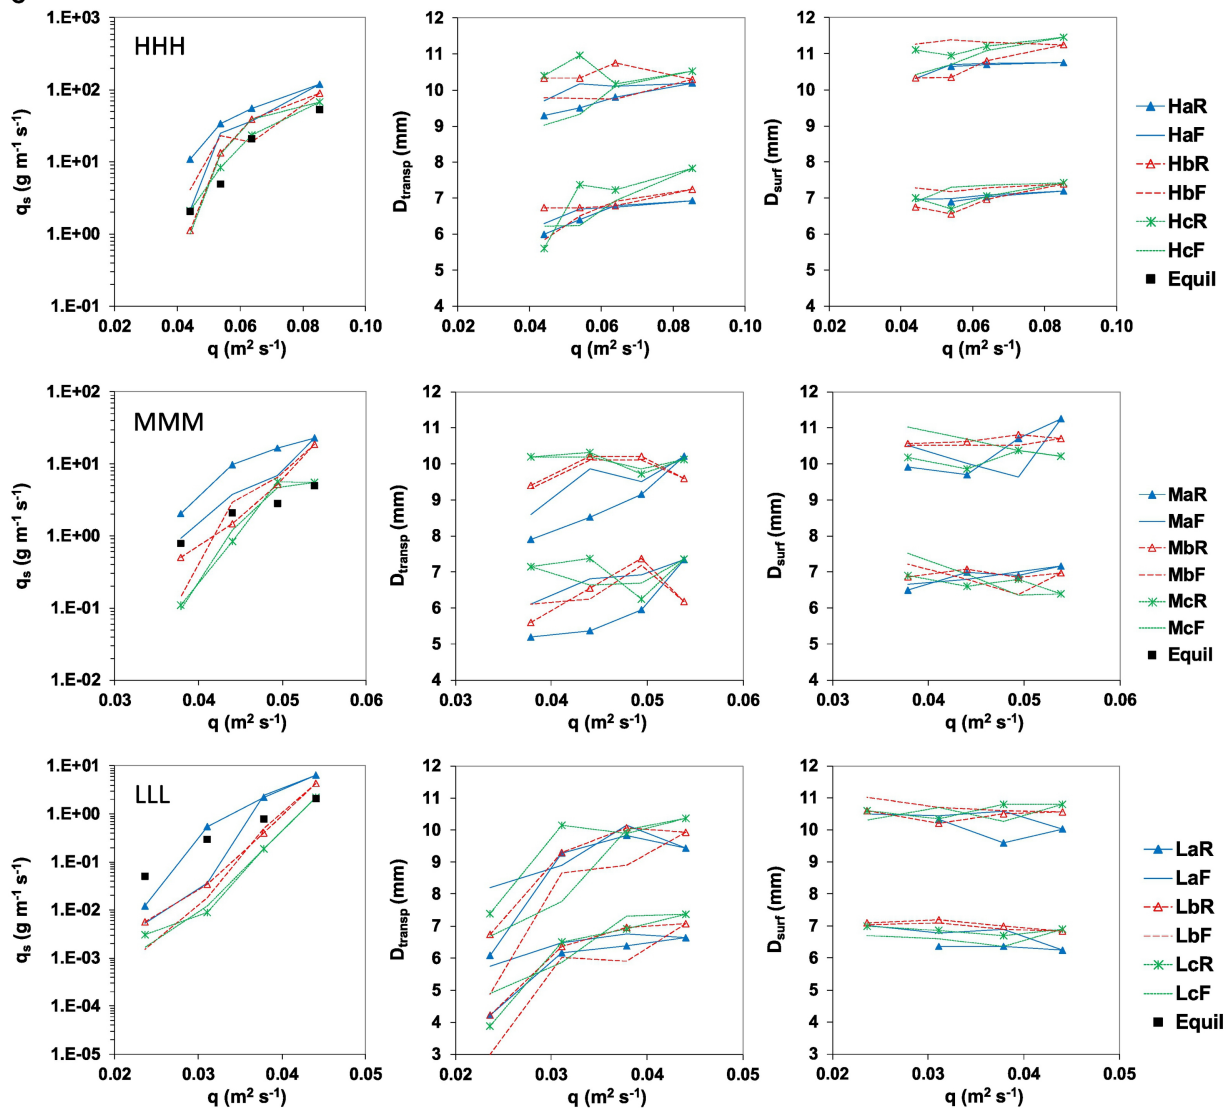 HHH
1.E+03
1.E+02
1.E+01
1.E+00
1.E-01
qs (g m-1 s-1)
0.02 0.04 0.06 0.08 0.10
q (m2 s-1)
12
11
10
9
8
7
6
5
4
Dtransp (mm)
0.02 0.04 0.06 0.08 0.10
q (m2 s-1)
12
11
10
9
8
7
6
5
4
Dsurf (mm)
0.02 0.04 0.06 0.08 0.10
q (m2 s-1)
HaR
HaF
HbR
HbF
HcR
HcF
Equil
MMM
1.E+02
1.E+01
1.E+00
1.E-01
1.E-02
qs (g m-1 s-1)
0.03 0.04 0.05 0.06
q (m2 s-1)
12
11
10
9
8
7
6
5
4
Dtransp (mm)
0.03 0.04 0.05 0.06
q (m2 s-1)
12
11
10
9
8
7
6
5
4
Dsurf (mm)
0.03 0.04 0.05 0.06
q (m2 s-1)
MaR
MaF
MbR
MbF
McR
McF
Equil
LLL
1.E+01
1.E+00
1.E-01
1.E-02
1.E-03
1.E-04
1.E-05
qs (g m-1 s-1)
0.02 0.03 0.04 0.05
q (m2 s-1)
12
11
10
9
8
7
6
5
4
3
Dtransp (mm)
0.02 0.03 0.04 0.05
q (m2 s-1)
12
11
10
9
8
7
6
5
4
3
Dsurf (mm)
0.02 0.03 0.04 0.05
q (m2 s-1)
LaR
LaF
LbR
LbF
LcR
LcF
Equil